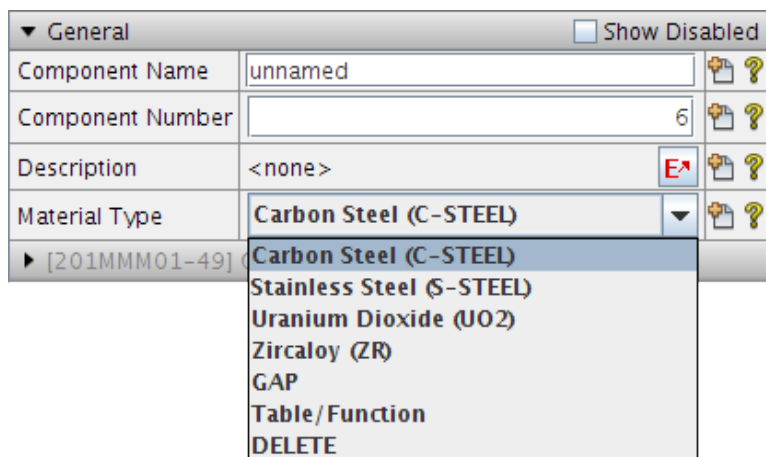 ▼ General Show Disabled
Component Name unnamed
Component Number 6
Description <none> E
Material Type Carbon Steel (C-STEEL)
[201MMM01-49]
Carbon Steel (C-STEEL)
Stainless Steel (S-STEEL)
Uranium Dioxide (UO2)
Zircaloy (ZR)
GAP
Table/Function
DELETE